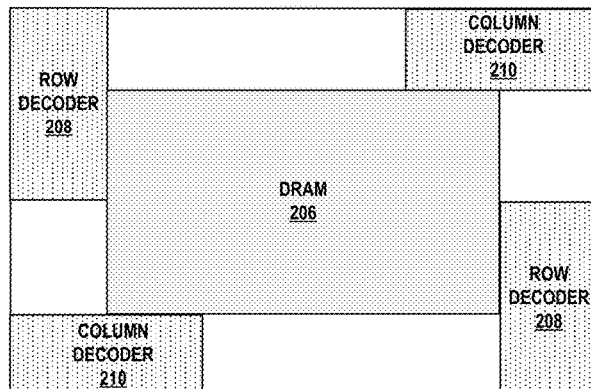 COLUMN
DECODER
210
ROW
DECODER
208
DRAM
206
ROW
DECODER
208
COLUMN
DECODER
210